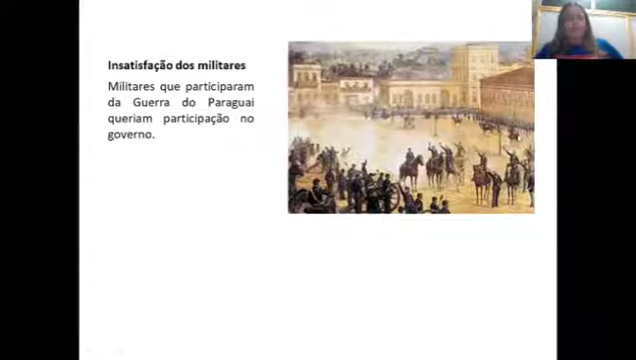 Insatisfação dos militares
Militares que participaram
da Guerra do Paraguai
queriam participação no
governo.